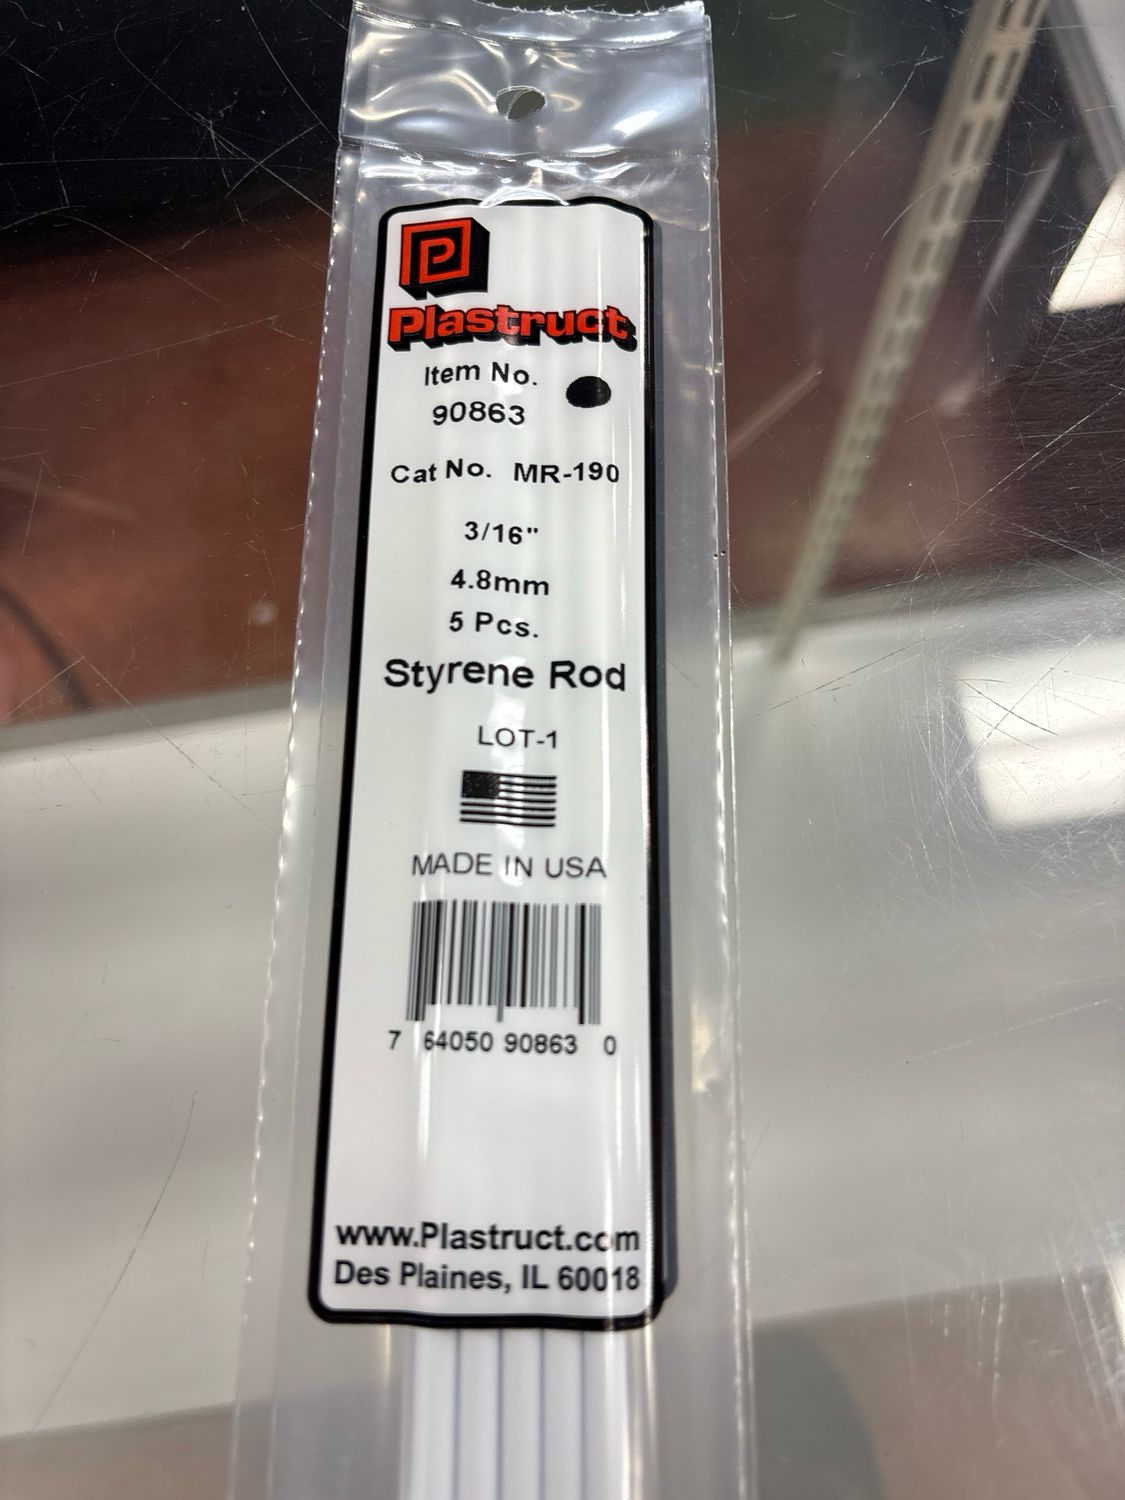 P
Plastruct
Item No.
90863
Cat No. MR-190
3/16"
4.8mm
5 Pcs.
Styrene Rod
LOT-1
MADE IN USA
7 64050 90863 0
www.Plastruct.com
Des Plaines, IL 60018